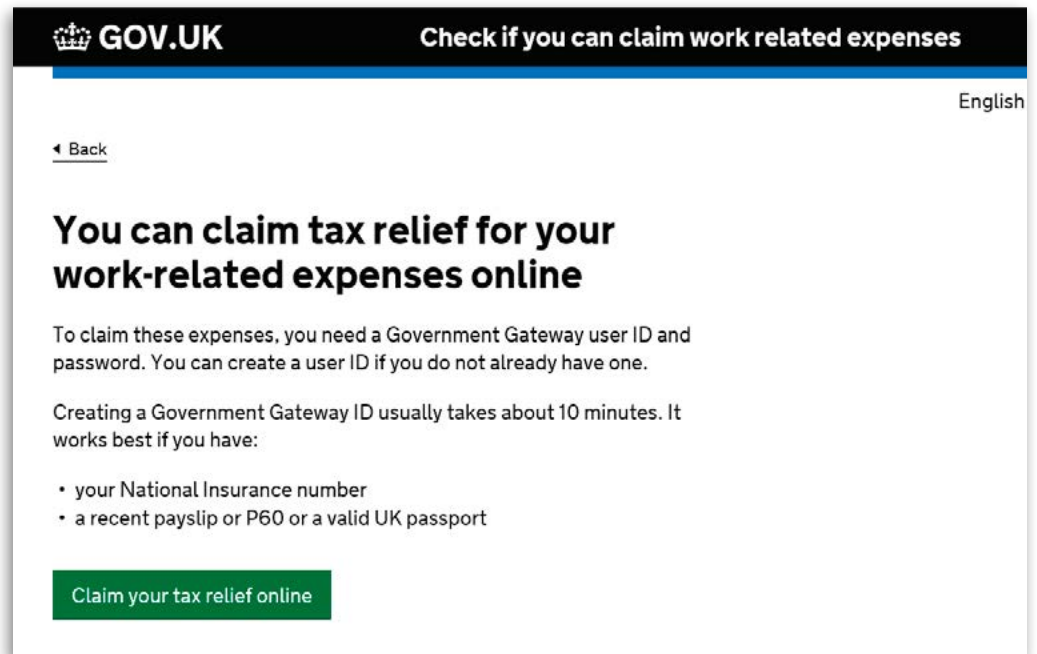 GOV.UK Check if you can claim work related expenses
English
Back
You can claim tax relief for your
work-related expenses online
To claim these expenses, you need a Government Gateway user ID and
password. You can create a user ID if you do not already have one.
Creating a Government Gateway ID usually takes about 10 minutes. It
works best if you have:
• your National Insurance number
• a recent payslip or P60 or a valid UK passport
Claim your tax relief online